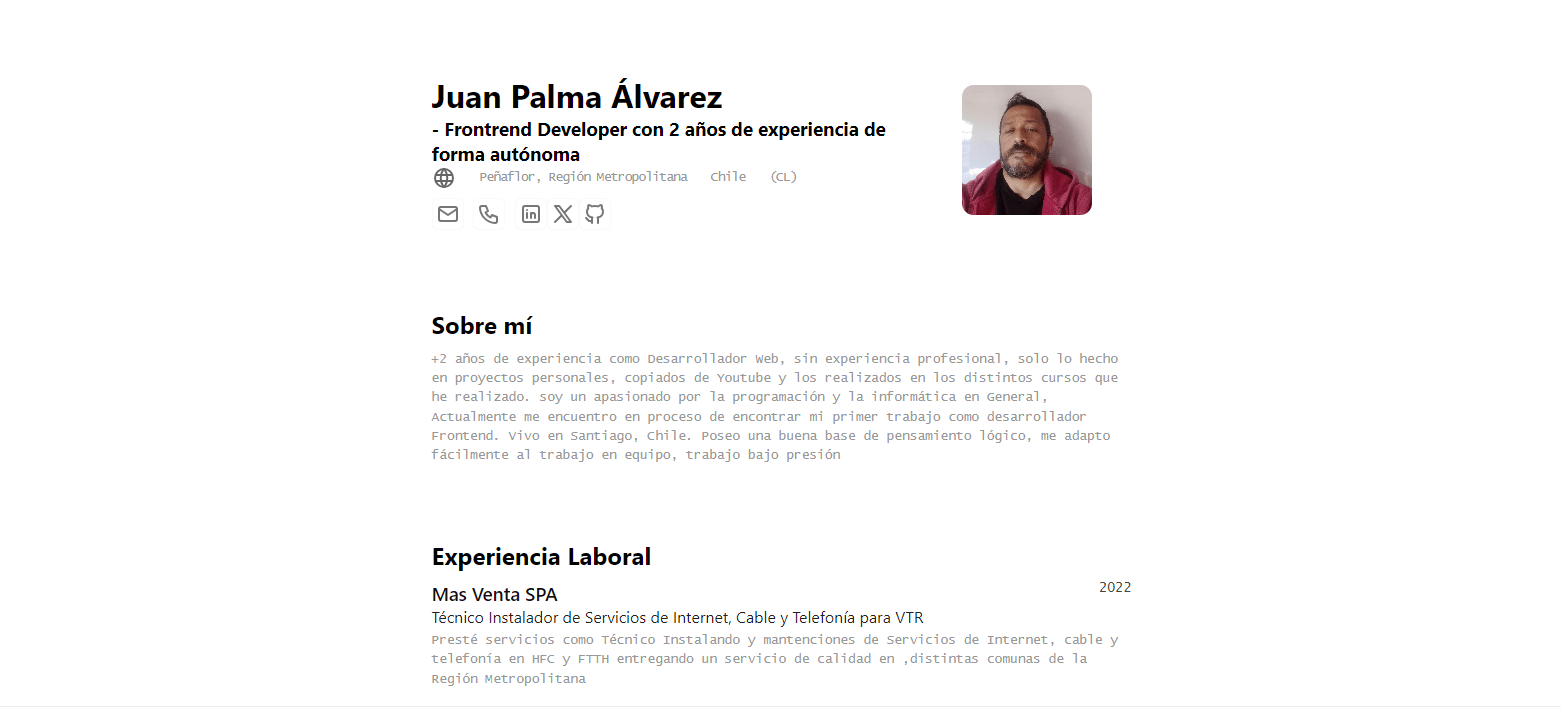 Juan Palma Álvarez
- Frontrend Developer con 2 años de experiencia de
forma autónoma
Peñaflor, Región Metropolitana Chile (CL)
Sobre mí
+2 años de experiencia como Desarrollador Web, sin experiencia profesional, solo lo hecho
en proyectos personales, copiados de Youtube y los realizados en los distintos cursos que
he realizado. soy un apasionado por la programación y la informática en General,
Actualmente me encuentro en proceso de encontrar mi primer trabajo como desarrollador
Frontend. Vivo en Santiago, Chile. Poseo una buena base de pensamiento lógico, me adapto
fácilmente al trabajo en equipo, trabajo bajo presión
Experiencia Laboral
Mas Venta SPA
2022
Técnico Instalador de Servicios de Internet, Cable y Telefonía para VTR
Presté servicios como Técnico Instalando y mantenciones de Servicios de Internet, cable y
telefonía en HFC y FTTH entregando un servicio de calidad en ,distintas comunas de la
Región Metropolitana